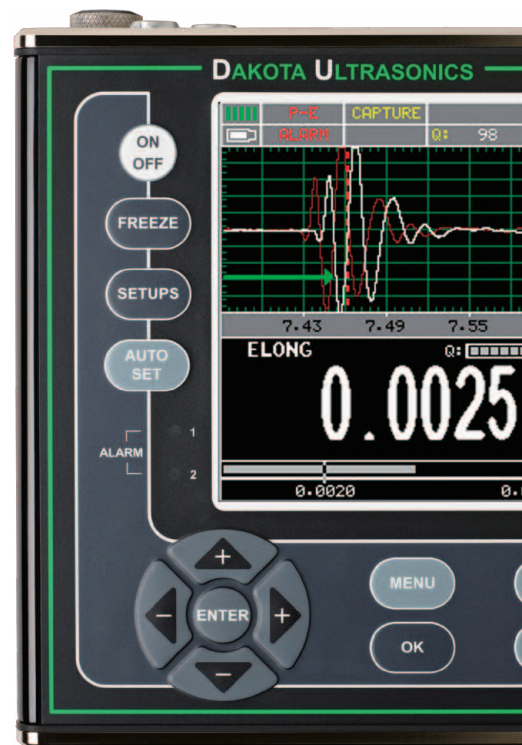 DAKOTA ULTRASONICS
P-E CAPTURE
ALARM Q: 98
ON
OFF
FREEZE
SETUPS
AUTO
SET
7.43 7.49 7.55
ELONG Q:
0.0025
ALARM
1
2
0.0020 0.
+
- ENTER +
-
MENU
OK